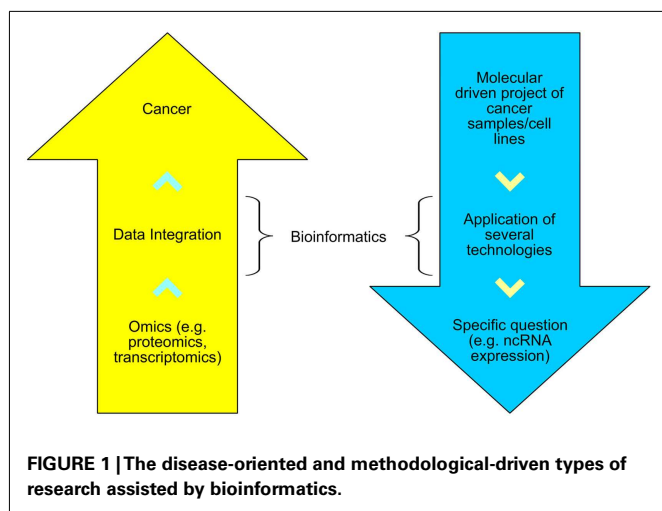 Cancer
Data Integration
Omics (e.g.
proteomics,
transcriptomics)
Bioinformatics
Molecular
driven project of
cancer
samples/cell
lines
Application of
several
technologies
Specific question
(e.g. ncRNA
expression)
FIGURE 1 | The disease-oriented and methodological-driven types of
research assisted by bioinformatics.